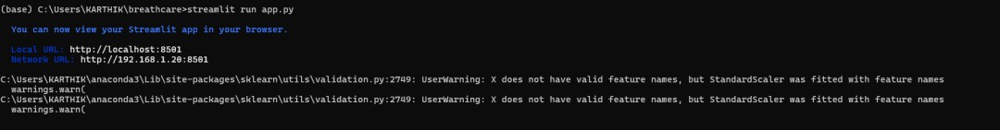 (base) C:\Users\KARTHIK\breathcare>streamlit run app.py
You can now view your Streamlit app in your browser.
Local URL: http://localhost:8501
Network URL: http://192.168.1.20:8501
C:\Users\KARTHIK\anaconda3\Lib\site-packages\sklearn\utils\validation.py:2749: UserWarning: X does not have valid feature names, but StandardScaler was fitted with feature names
warnings.warn(
C:\Users\KARTHIK\anaconda3\Lib\site-packages\sklearn\utils\validation.py:2749: UserWarning: X does not have valid feature names, but StandardScaler was fitted with feature names
warnings.warn(